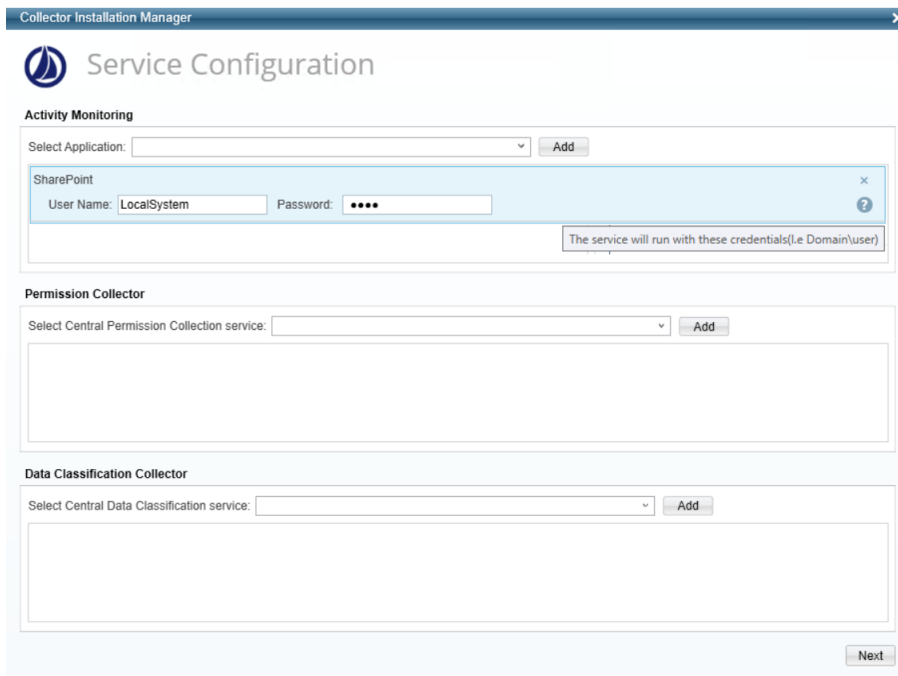 Collector Installation Manager
Service Configuration
Activity Monitoring
Select Application: Add
SharePoint
User Name: LocalSystem Password: ●●●●
The service will run with these credentials(I.e Domain\user)
Permission Collector
Select Central Permission Collection service: Add
Data Classification Collector
Select Central Data Classification service: Add
Next